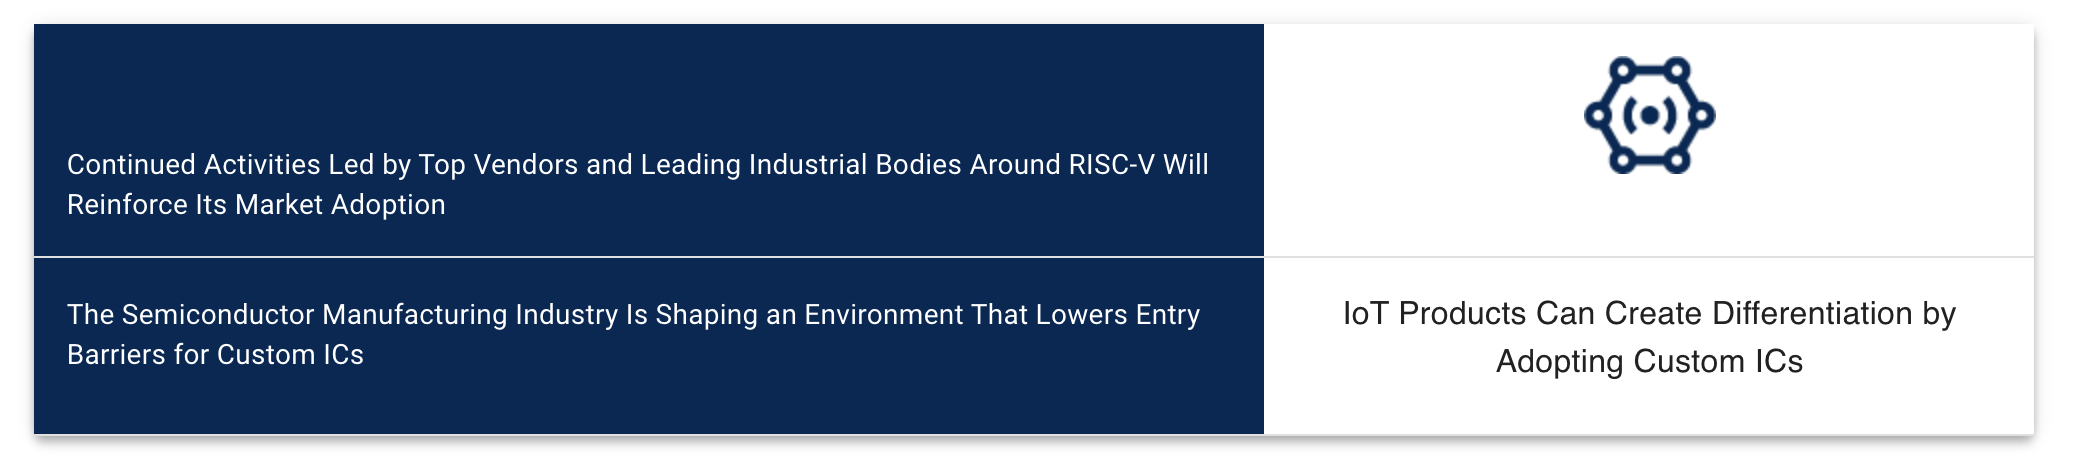 Continued Activities Led by Top Vendors and Leading Industrial Bodies Around RISC-V Will
Reinforce Its Market Adoption
The Semiconductor Manufacturing Industry Is Shaping an Environment That Lowers Entry
Barriers for Custom ICs
IoT Products Can Create Differentiation by
Adopting Custom ICs